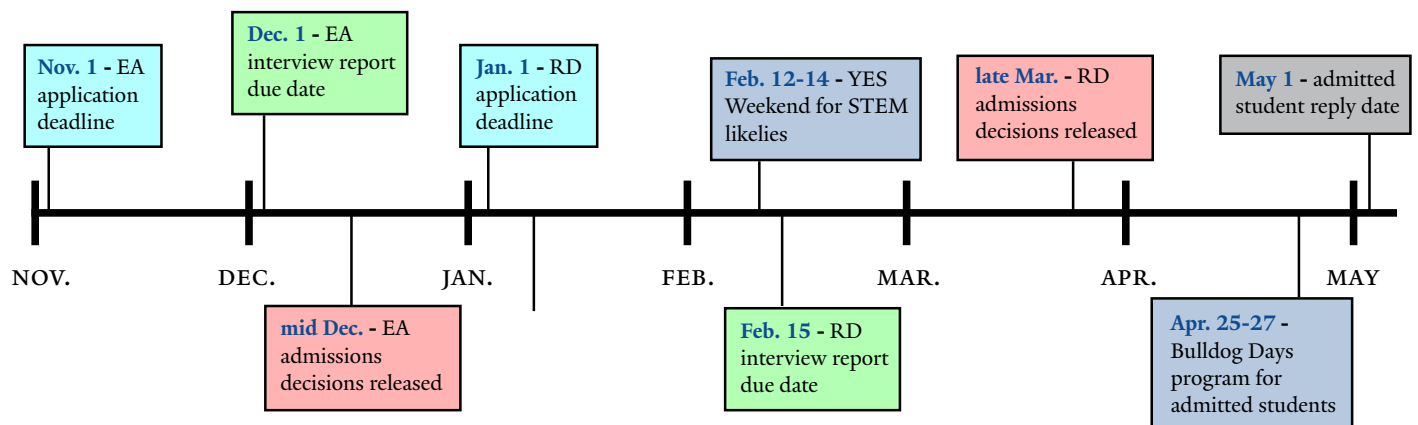 Nov. 1 - EA
application
deadline
Dec. 1 - EA
interview report
due date
Jan. 1 - RD
application
deadline
Feb. 12-14 - YES
Weekend for STEM
likelies
late Mar. - RD
admissions
decisions released
May 1 - admitted
student reply date
NOV.
DEC.
JAN.
FEB.
MAR.
APR.
MAY
mid Dec. - EA
admissions
decisions released
Feb. 15 - RD
interview report
due date
Apr. 25-27 -
Bulldog Days
program for
admitted students